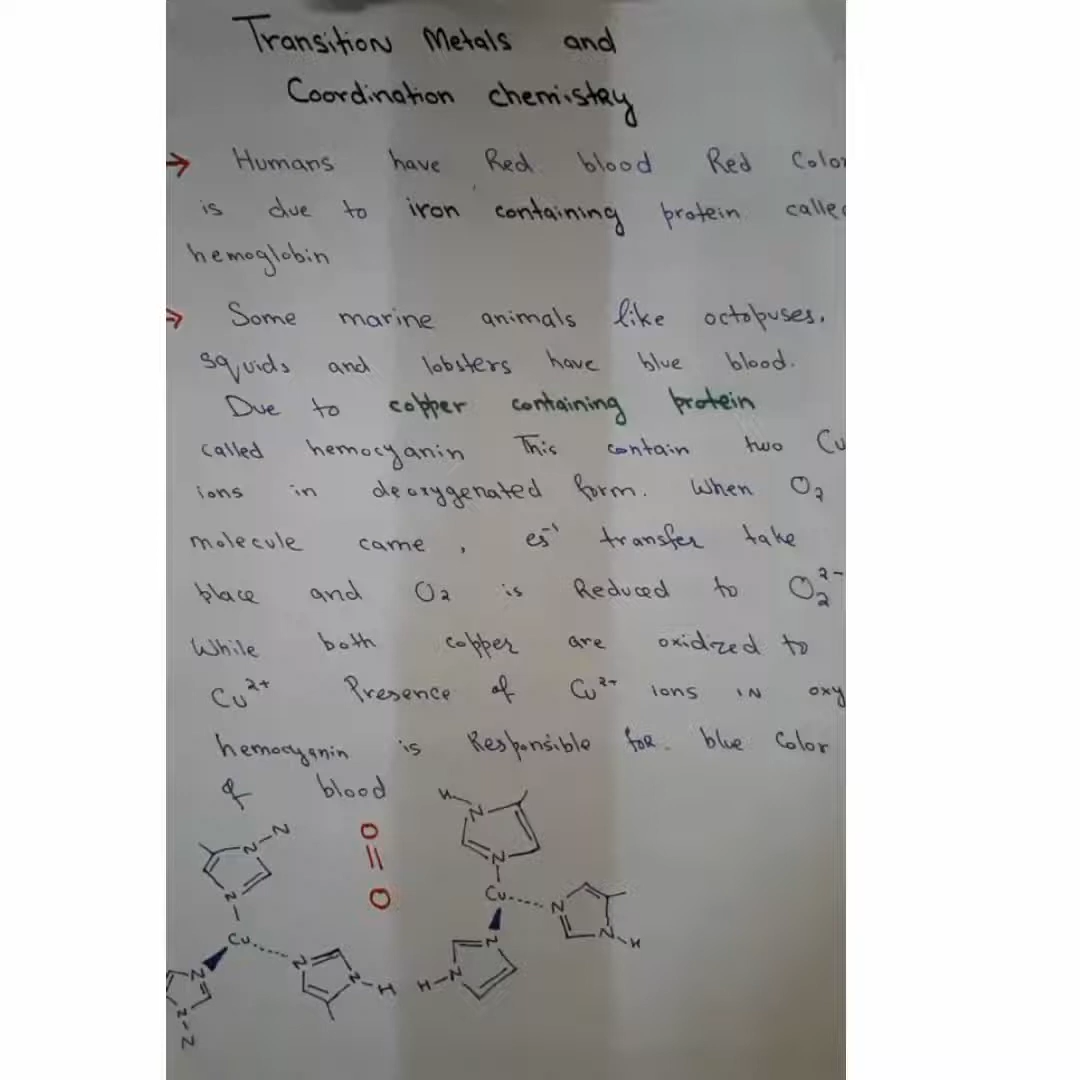 Transition Metals and
Coordination chemistry
→ Humans have Red blood Red Color
is due to iron containing protein called
hemoglobin
→ Some marine animals like octopuses,
squids and lobsters have blue blood.
Due to copper containing protein
called hemocyanin This contain two Cu
ions in deoxygenated form. When O₂
molecule came, es⁻¹ transfer take
place and O₂ is Reduced to O₂²⁻
While both copper are oxidized to
Cu²⁺ Presence of Cu²⁺ ions in oxy
hemocyanin is Responsible for blue Color
of blood
H N N Cu N N H N N H
N N N Cu N N H N N N
O = O